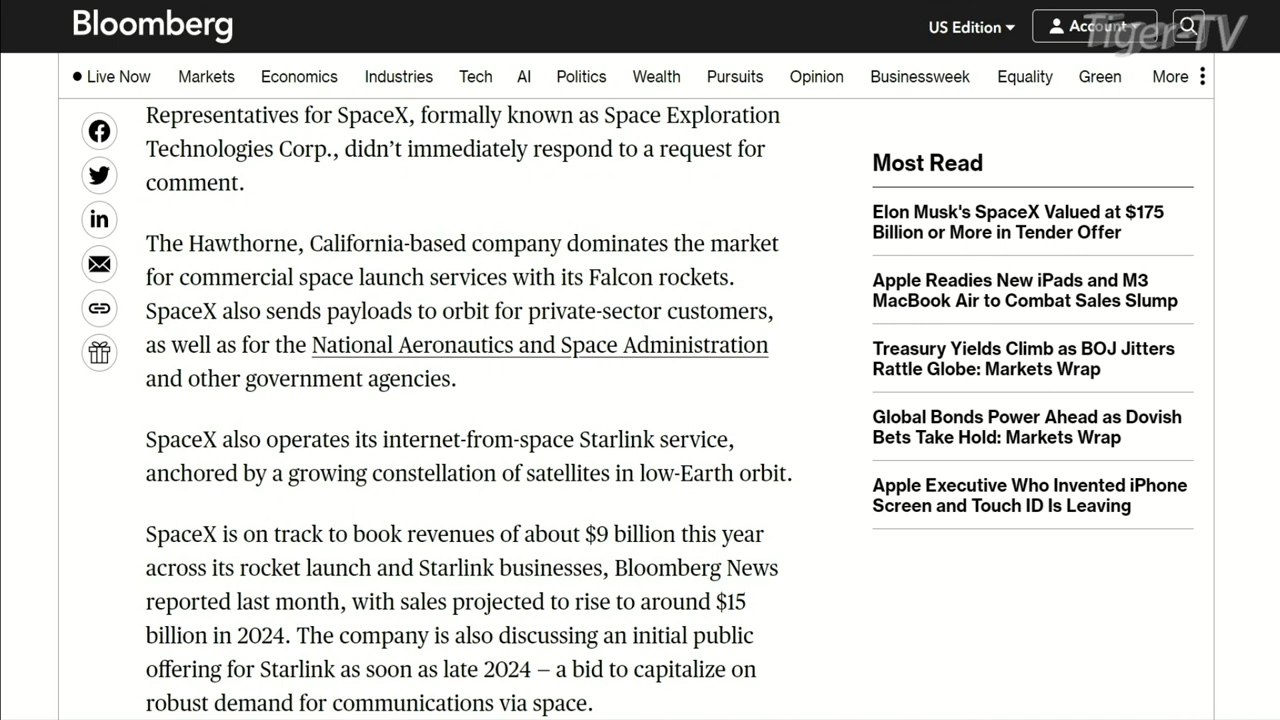 Bloomberg
US Edition
Account
Tiger-TV
Live Now Markets Economics Industries Tech AI Politics Wealth Pursuits Opinion Businessweek Equality Green More
Representatives for SpaceX, formally known as Space Exploration
Technologies Corp., didn’t immediately respond to a request for
comment.
The Hawthorne, California-based company dominates the market
for commercial space launch services with its Falcon rockets.
SpaceX also sends payloads to orbit for private-sector customers,
as well as for the National Aeronautics and Space Administration
and other government agencies.
SpaceX also operates its internet-from-space Starlink service,
anchored by a growing constellation of satellites in low-Earth orbit.
SpaceX is on track to book revenues of about $9 billion this year
across its rocket launch and Starlink businesses, Bloomberg News
reported last month, with sales projected to rise to around $15
billion in 2024. The company is also discussing an initial public
offering for Starlink as soon as late 2024 — a bid to capitalize on
robust demand for communications via space.
Most Read
Elon Musk's SpaceX Valued at $175
Billion or More in Tender Offer
Apple Readies New iPads and M3
MacBook Air to Combat Sales Slump
Treasury Yields Climb as BOJ Jitters
Rattle Globe: Markets Wrap
Global Bonds Power Ahead as Dovish
Bets Take Hold: Markets Wrap
Apple Executive Who Invented iPhone
Screen and Touch ID Is Leaving